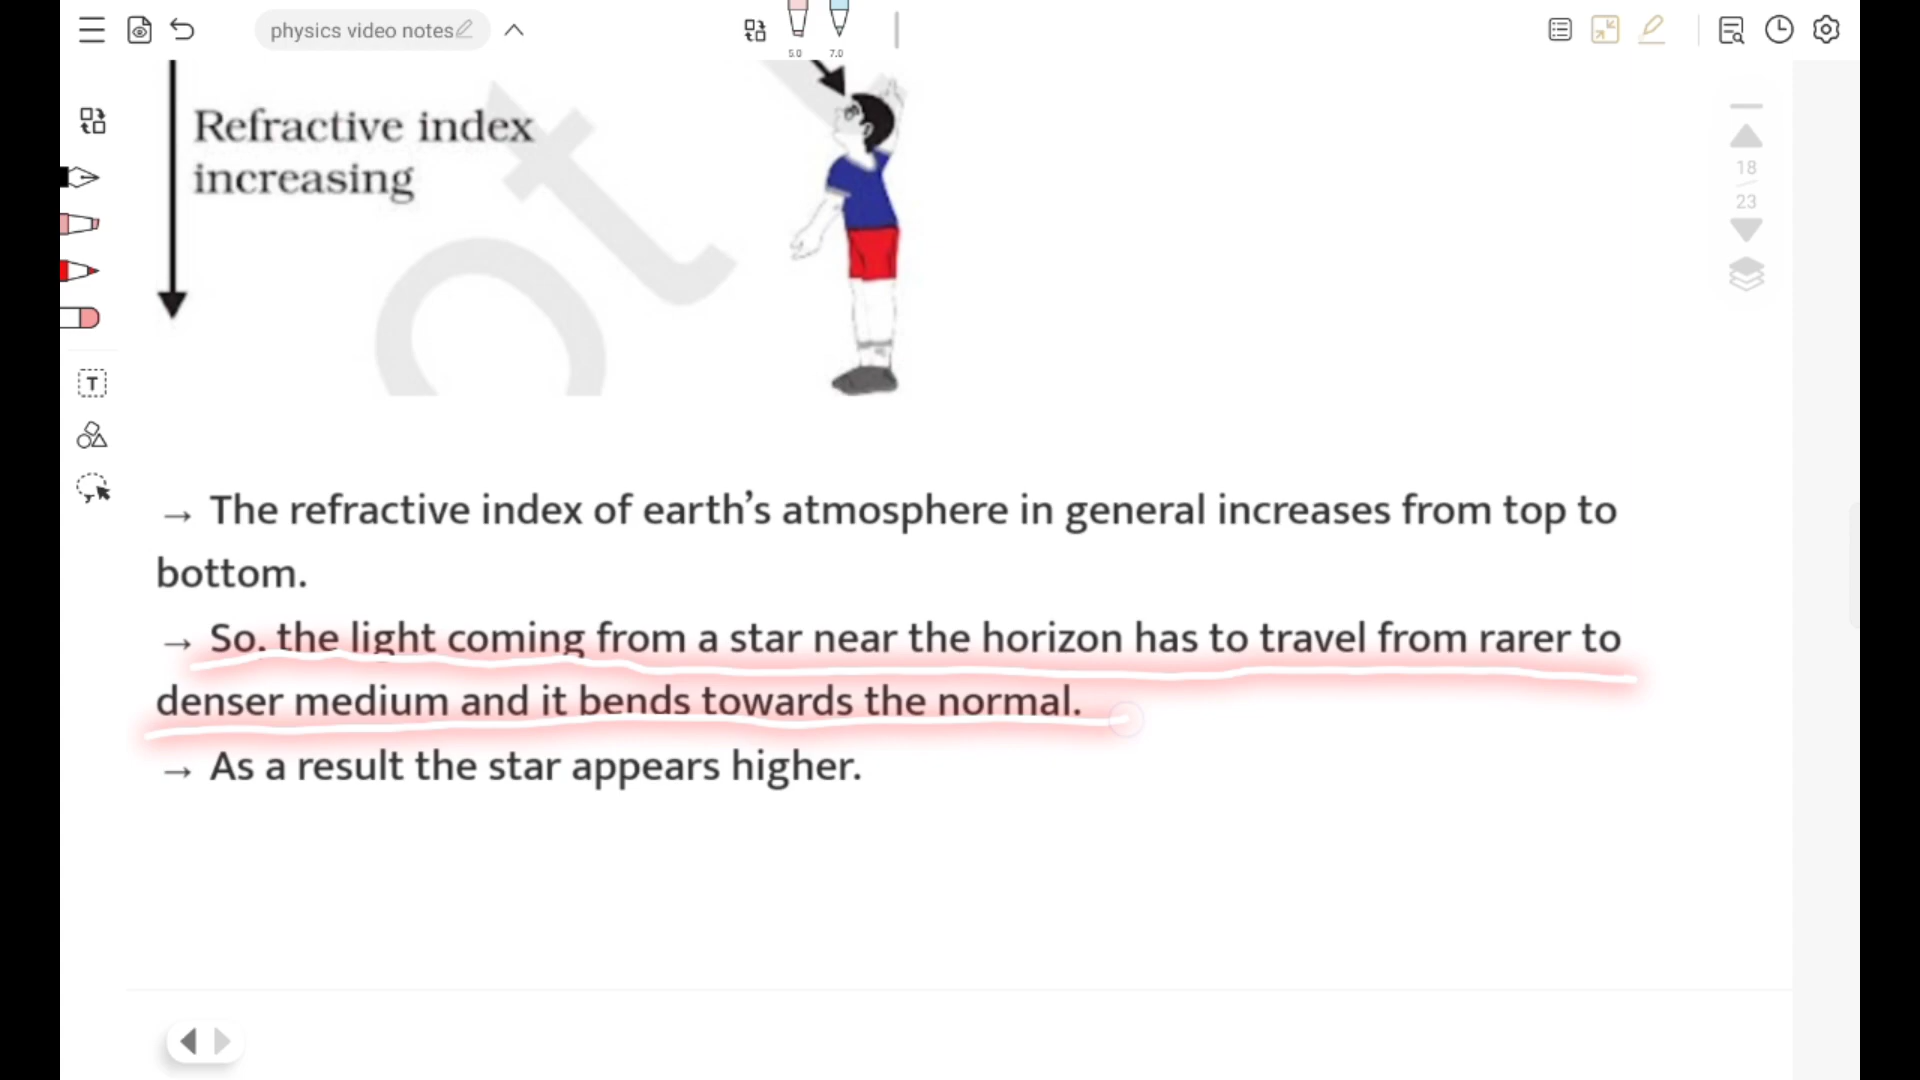 physics video notes
5.0 7.0
Refractive index
increasing
ot
18
23
T
→ The refractive index of earth’s atmosphere in general increases from top to
bottom.
→ So, the light coming from a star near the horizon has to travel from rarer to
denser medium and it bends towards the normal.
→ As a result the star appears higher.